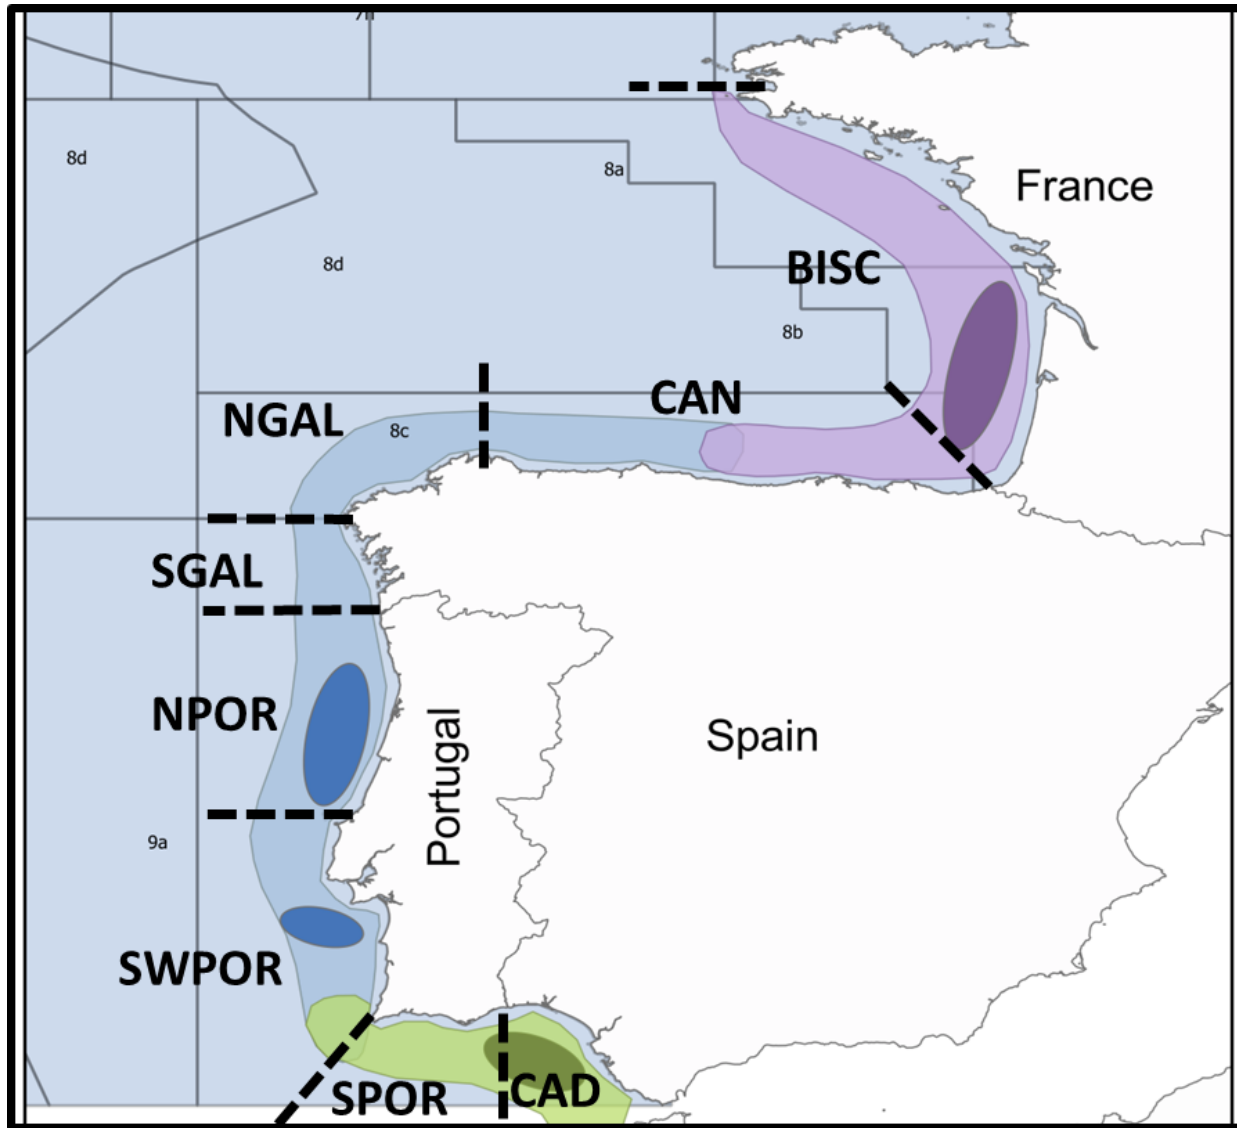 8d
8a
France
8d
BISC
8b
CAN
NGAL
8c
SGAL
NPOR
Spain
Portugal
9a
SWPOR
SPOR
CAD